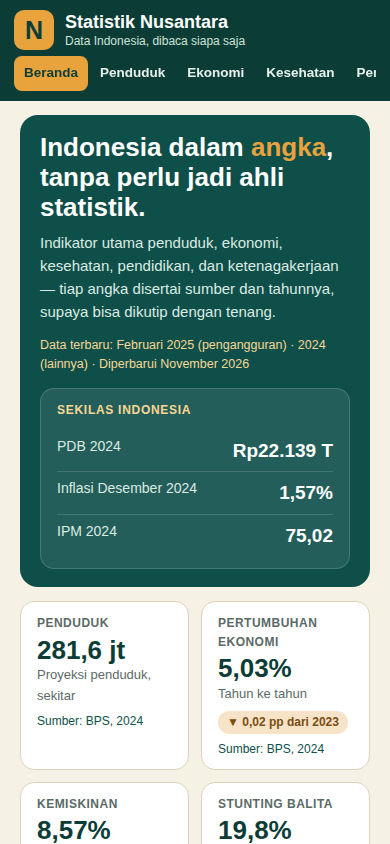 N
Statistik Nusantara
Data Indonesia, dibaca siapa saja
Beranda Penduduk Ekonomi Kesehatan
Indonesia dalam angka,
tanpa perlu jadi ahli
statistik.
Indikator utama penduduk, ekonomi,
kesehatan, pendidikan, dan ketenagakerjaan
— tiap angka disertai sumber dan tahunnya,
supaya bisa dikutip dengan tenang.
Data terbaru: Februari 2025 (pengangguran) · 2024
(lainnya) · Diperbarui November 2026
SEKILAS INDONESIA
PDB 2024 Rp22.139 T
Inflasi Desember 2024 1,57%
IPM 2024 75,02
PENDUDUK
281,6 jt
Proyeksi penduduk,
sekitar
Sumber: BPS, 2024
PERTUMBUHAN
EKONOMI
5,03%
Tahun ke tahun
▼ 0,02 pp dari 2023
Sumber: BPS, 2024
KEMISKINAN
8,57%
STUNTING BALITA
19,8%